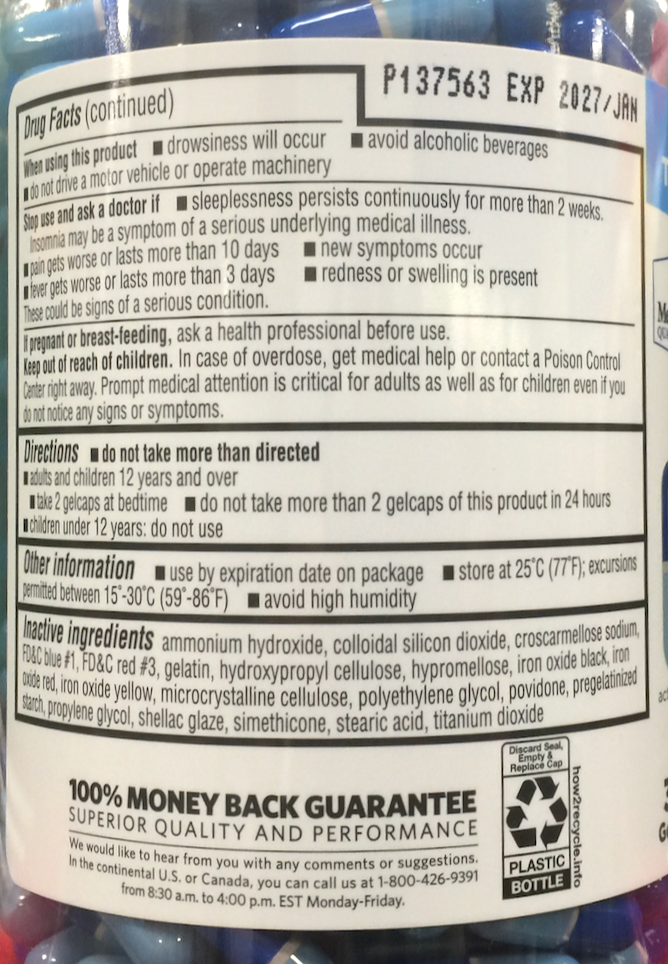 P137563 EXP 2027/JAN
Drug Facts (continued)
When using this product ■ drowsiness will occur ■ avoid alcoholic beverages
■ do not drive a motor vehicle or operate machinery
Stop use and ask a doctor if ■ sleeplessness persists continuously for more than 2 weeks.
Insomnia may be a symptom of a serious underlying medical illness.
■ pain gets worse or lasts more than 10 days ■ new symptoms occur
■ fever gets worse or lasts more than 3 days ■ redness or swelling is present
These could be signs of a serious condition.
If pregnant or breast-feeding, ask a health professional before use.
Keep out of reach of children. In case of overdose, get medical help or contact a Poison Control
Center right away. Prompt medical attention is critical for adults as well as for children even if you
do not notice any signs or symptoms.
Directions ■ do not take more than directed
■ adults and children 12 years and over
■ take 2 gelcaps at bedtime ■ do not take more than 2 gelcaps of this product in 24 hours
■ children under 12 years: do not use
Other information ■ use by expiration date on package ■ store at 25°C (77°F); excursions
permitted between 15°-30°C (59°-86°F) ■ avoid high humidity
Inactive ingredients ammonium hydroxide, colloidal silicon dioxide, croscarmellose sodium,
FD&C blue #1, FD&C red #3, gelatin, hydroxypropyl cellulose, hypromellose, iron oxide black, iron
oxide red, iron oxide yellow, microcrystalline cellulose, polyethylene glycol, povidone, pregelatinized
starch, propylene glycol, shellac glaze, simethicone, stearic acid, titanium dioxide
100% MONEY BACK GUARANTEE
SUPERIOR QUALITY AND PERFORMANCE
We would like to hear from you with any comments or suggestions.
In the continental U.S. or Canada, you can call us at 1-800-426-9391
from 8:30 a.m. to 4:00 p.m. EST Monday-Friday.
Discard Seal,
Empty &
Replace Cap
PLASTIC
BOTTLE
how2recycle.info